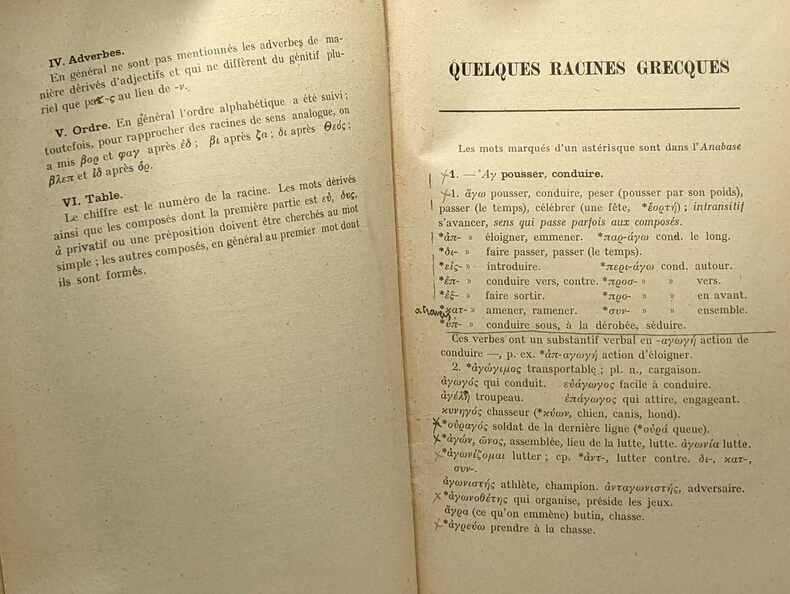 IV. Adverbes.
En général ne sont pas mentionnés les adverbes de ma-
nière dérivés d'adjectifs et qui ne diffèrent du génitif plu-
riel que par -ς au lieu de -ν.
V. Ordre. En général l'ordre alphabétique a été suivi ;
toutefois, pour rapprocher des racines de sens analogue, on
a mis βορ et φαγ après ἐδ ; βι après ζα ; δι après Θεός ;
βλεπ et ἰδ après ὀρ.
VI. Table.
Le chiffre est le numéro de la racine. Les mots dérivés
ainsi que les composés dont la première partie est εὐ, δυς,
ἀ privatif ou une préposition doivent être cherchés au mot
simple ; les autres composés, en général au premier mot dont
ils sont formés.
QUELQUES RACINES GRECQUES
Les mots marqués d'un astérisque sont dans l'Anabase
1. — Ἀγ pousser, conduire.
1. ἄγω pousser, conduire, peser (pousser par son poids),
passer (le temps), célébrer (une fête, *ἑορτή) ; intransitif
s'avancer, sens qui passe parfois aux composés.
*ἀπ- » éloigner, emmener. *παρ-άγω cond. le long.
*δι- » faire passer, passer (le temps).
*εἰς- » introduire. *περι-άγω cond. autour.
*ἐπ- » conduire vers, contre. *προσ- » » vers.
*ἐξ- » faire sortir. *προ- » » en avant.
*κατ- » amener, ramener. *συν- » » ensemble.
*ὑπ- » conduire sous, à la dérobée, séduire.
Ces verbes ont un substantif verbal en -αγωγή action de
conduire —, p. ex. *ἀπ-αγωγή action d'éloigner.
2. *ἀγώγιμος transportable ; pl. n., cargaison.
ἀγωγός qui conduit. εὐάγωγος facile à conduire.
ἀγέλη troupeau. ἐπάγωγος qui attire, engageant.
κυνηγός chasseur (*κύων, chien, canis, hond).
*οὐραγός soldat de la dernière ligne (*οὐρά queue).
*ἀγών, ῶνος, assemblée, lieu de la lutte, lutte. ἀγωνία lutte.
*ἀγωνίζομαι lutter ; cp. *ἀντ-, lutter contre. δι-, κατ-,
συν-.
ἀγωνιστής athlète, champion. ἀνταγωνιστής, adversaire.
*ἀγωνοθέτης qui organise, préside les jeux.
ἄγρα (ce qu'on emmène) butin, chasse.
*ἀγρεύω prendre à la chasse.